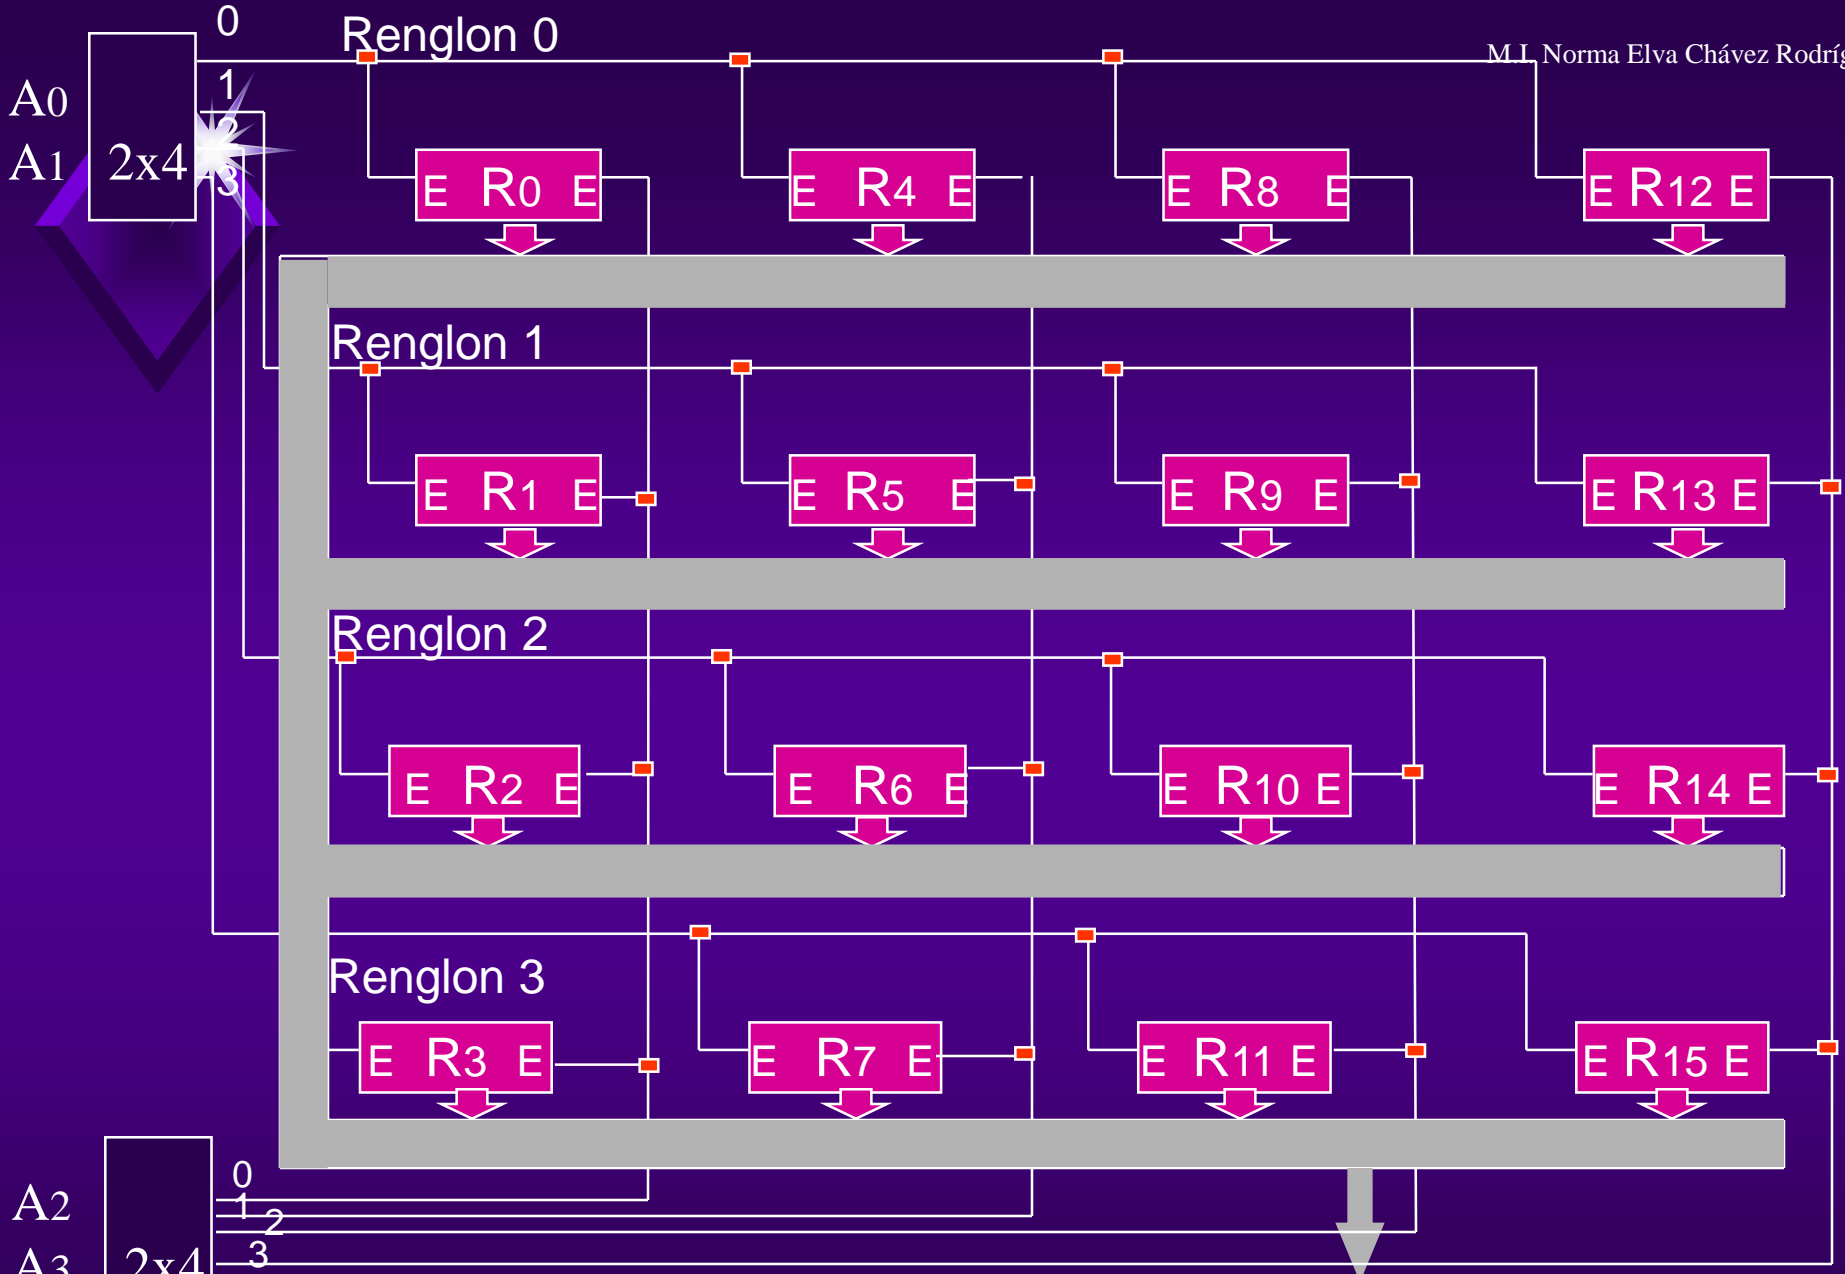 0
Renglon 0
M.I. Norma Elva Chávez
A0
1
2
A1
2x4
3
E R0 E
E R4 E
E R8 E
E R12 E
Renglon 1
E R1 E
E R5 E
E R9 E
E R13 E
Renglon 2
E R2 E
E R6 E
E R10 E
E R14 E
Renglon 3
E R3 E
E R7 E
E R11 E
E R15 E
0
A2
1
2
3
A3
2x4